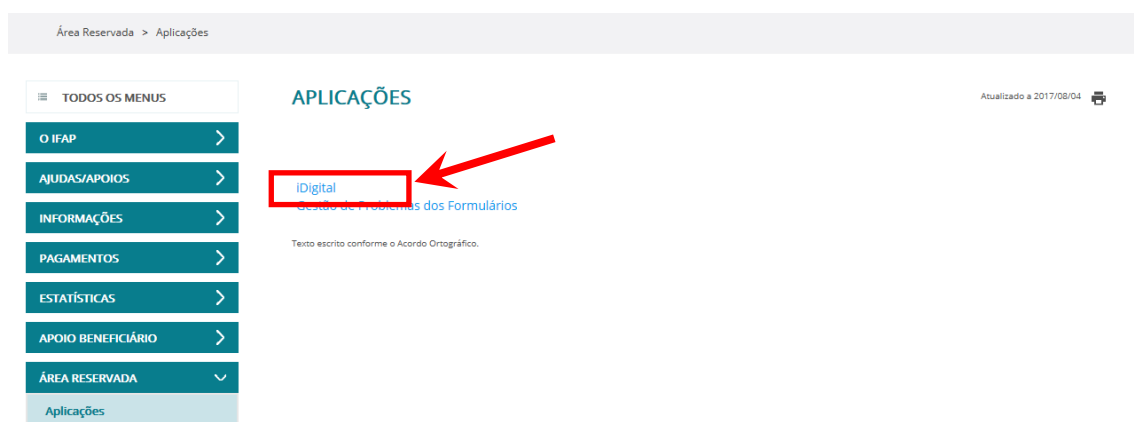 Área Reservada > Aplicações
TODOS OS MENUS
O IFAP
AJUDAS/APOIOS
INFORMAÇÕES
PAGAMENTOS
ESTATÍSTICAS
APOIO BENEFICIÁRIO
ÁREA RESERVADA
Aplicações
APLICAÇÕES
Atualizado a 2017/08/04
iDigital
Gestão de Problemas dos Formulários
Texto escrito conforme o Acordo Ortográfico.